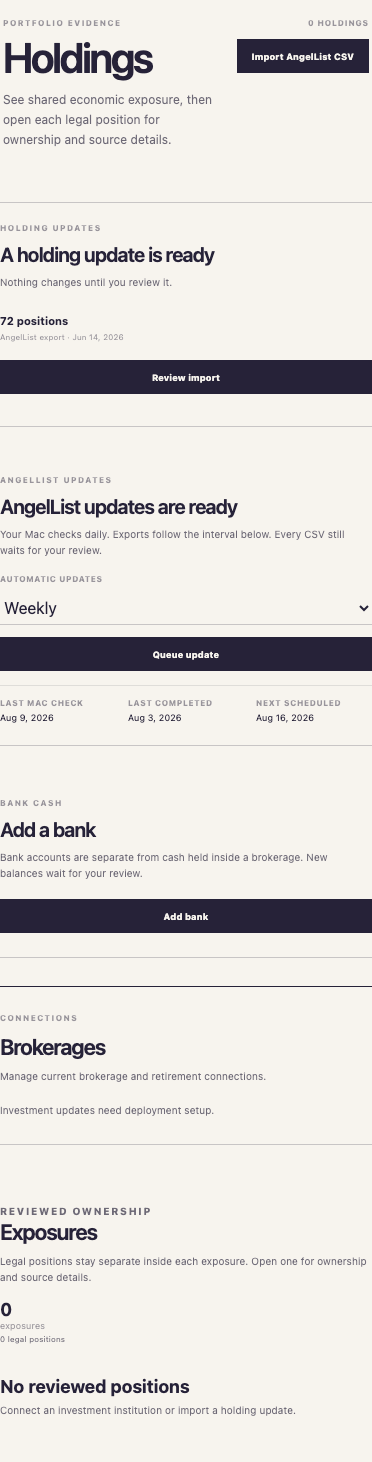 PORTFOLIO EVIDENCE
0 HOLDINGS
Holdings
Import AngelList CSV
See shared economic exposure, then
open each legal position for
ownership and source details.
HOLDING UPDATES
A holding update is ready
Nothing changes until you review it.
72 positions
AngelList export · Jun 14, 2026
Review import
ANGELLIST UPDATES
AngelList updates are ready
Your Mac checks daily. Exports follow the interval below. Every CSV still
waits for your review.
AUTOMATIC UPDATES
Weekly
Queue update
LAST MAC CHECK
Aug 9, 2026
LAST COMPLETED
Aug 3, 2026
NEXT SCHEDULED
Aug 16, 2026
BANK CASH
Add a bank
Bank accounts are separate from cash held inside a brokerage. New
balances wait for your review.
Add bank
CONNECTIONS
Brokerages
Manage current brokerage and retirement connections.
Investment updates need deployment setup.
REVIEWED OWNERSHIP
Exposures
Legal positions stay separate inside each exposure. Open one for ownership
and source details.
0
exposures
0 legal positions
No reviewed positions
Connect an investment institution or import a holding update.